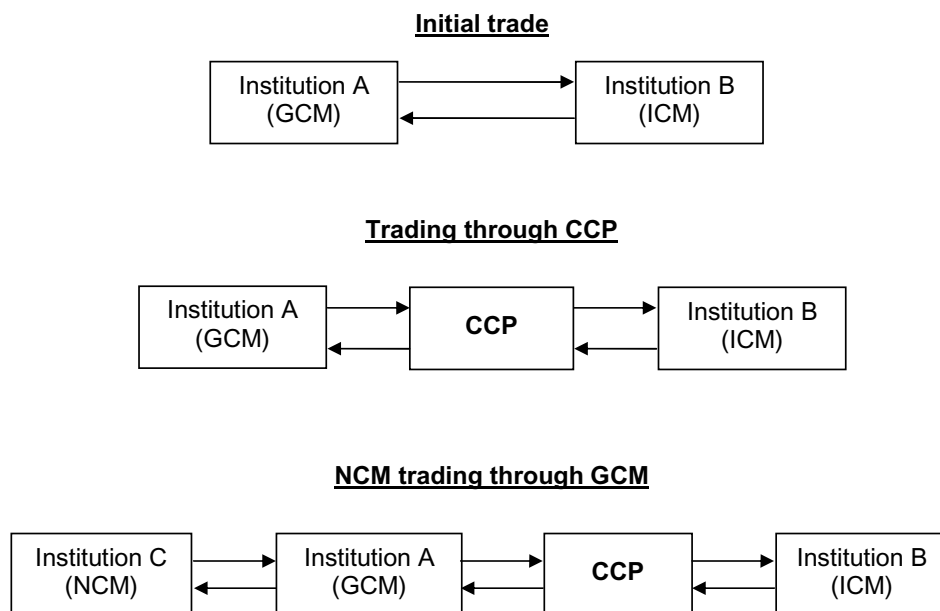 Initial trade
Institution A
(GCM)
Institution B
(ICM)
Trading through CCP
Institution A
(GCM)
CCP
Institution B
(ICM)
NCM trading through GCM
Institution C
(NCM)
Institution A
(GCM)
CCP
Institution B
(ICM)